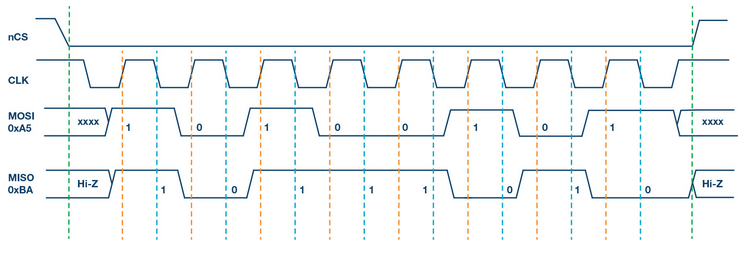 nCS
CLK
MOSI
0xA5
xxxx
1 0 1 0 0 1 0 1
xxxx
MISO
0xBA
Hi-Z
1 0 1 1 1 0 1 0
Hi-Z